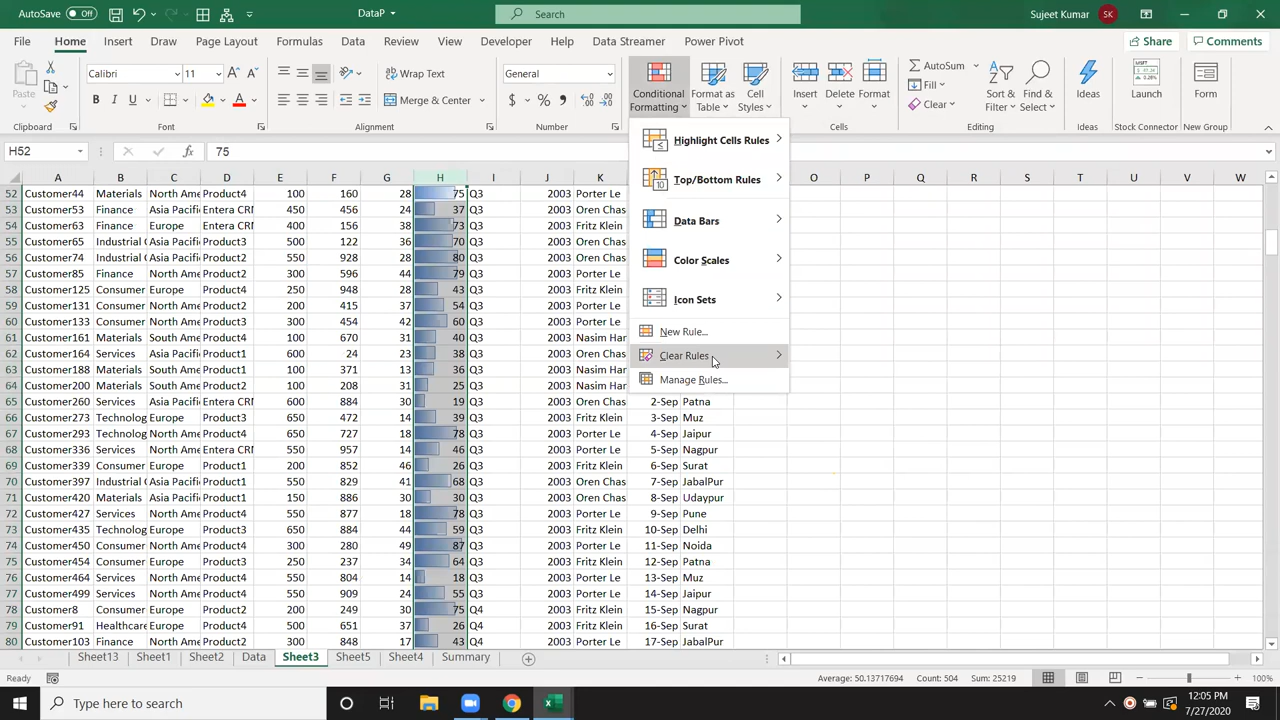 AutoSave Off DataP Search Sujeet Kumar SK
File Home Insert Draw Page Layout Formulas Data Review View Developer Help Data Streamer Power Pivot Share Comments
Paste Calibri 11 Wrap Text General Conditional Formatting Format as Table Cell Styles Insert Delete Format AutoSum Sort & Filter Find & Select Ideas Launch Form
B I U Merge & Center $ % Fill
Clear
Clipboard Font Alignment Number Cells Editing Ideas Stock Connector New Group
H52 fx 75
Highlight Cells Rules
Top/Bottom Rules
Data Bars
Color Scales
Icon Sets
New Rule...
Clear Rules
Manage Rules...
A B C D E F G H I J K O P Q R S T U V W
52 Customer44 Materials North Ame Product4 100 160 28 75 Q3 2003 Porter Le
53 Customer53 Finance Asia Pacific Entera CRM 450 456 24 37 Q3 2003 Oren Chas
54 Customer63 Finance Europe Entera CRM 400 156 38 73 Q3 2003 Fritz Klein
55 Customer65 Industrial G Asia Pacific Product3 500 122 36 70 Q3 2003 Oren Chas
56 Customer74 Industrial G Asia Pacific Product2 550 928 28 80 Q3 2003 Oren Chas
57 Customer85 Finance North Ame Product2 300 596 44 79 Q3 2003 Porter Le
58 Customer125 Consumer Europe Product4 250 948 28 43 Q3 2003 Fritz Klein
59 Customer131 Consumer North Ame Product2 200 415 37 54 Q3 2003 Porter Le
60 Customer133 Consumer North Ame Product4 300 454 42 60 Q3 2003 Porter Le
61 Customer161 Materials South Ame Product4 300 670 31 40 Q3 2003 Nasim Har
62 Customer164 Services Asia Pacific Product1 600 24 23 38 Q3 2003 Oren Chas
63 Customer188 Materials South Ame Product1 600 371 13 36 Q3 2003 Nasim Har
64 Customer200 Materials South Ame Product2 100 208 31 25 Q3 2003 Nasim Har
65 Customer260 Services Asia Pacific Entera CRM 550 884 23 19 Q3 2003 Oren Chas 2-Sep Patna
66 Customer273 Technolog Europe Product3 650 472 14 39 Q3 2003 Fritz Klein 3-Sep Muz
67 Customer293 Technolog North Ame Product4 650 727 18 78 Q3 2003 Porter Le 4-Sep Jaipur
68 Customer336 Services North Ame Entera CRM 550 840 18 46 Q3 2003 Porter Le 5-Sep Nagpur
69 Customer339 Consumer Europe Product1 200 852 46 26 Q3 2003 Fritz Klein 6-Sep Surat
70 Customer397 Industrial G Asia Pacific Product1 550 829 41 68 Q3 2003 Oren Chas 7-Sep JabalPur
71 Customer420 Materials Asia Pacific Product1 150 886 30 30 Q3 2003 Oren Chas 8-Sep Udaypur
72 Customer427 Services North Ame Product4 500 877 18 78 Q3 2003 Porter Le 9-Sep Pune
73 Customer435 Technolog Europe Product3 650 884 44 59 Q3 2003 Fritz Klein 10-Sep Delhi
74 Customer450 Consumer North Ame Product4 300 280 49 87 Q3 2003 Porter Le 11-Sep Noida
75 Customer454 Consumer Europe Product3 250 237 34 64 Q3 2003 Fritz Klein 12-Sep Patna
76 Customer464 Services North Ame Product4 550 804 14 18 Q3 2003 Porter Le 13-Sep Muz
77 Customer499 Services North Ame Product4 550 909 24 55 Q3 2003 Porter Le 14-Sep Jaipur
78 Customer8 Consumer Europe Product2 200 249 30 75 Q4 2003 Fritz Klein 15-Sep Nagpur
79 Customer91 Healthcare Europe Product4 500 651 37 26 Q4 2003 Fritz Klein 16-Sep Surat
80 Customer103 Finance North Ame Product2 300 848 17 43 Q4 2003 Porter Le 17-Sep JabalPur
Sheet13 Sheet1 Sheet2 Data Sheet3 Sheet5 Sheet4 Summary
Ready Average: 50.13717694 Count: 504 Sum: 25219 100%
Type here to search 12:05 PM
7/27/2020